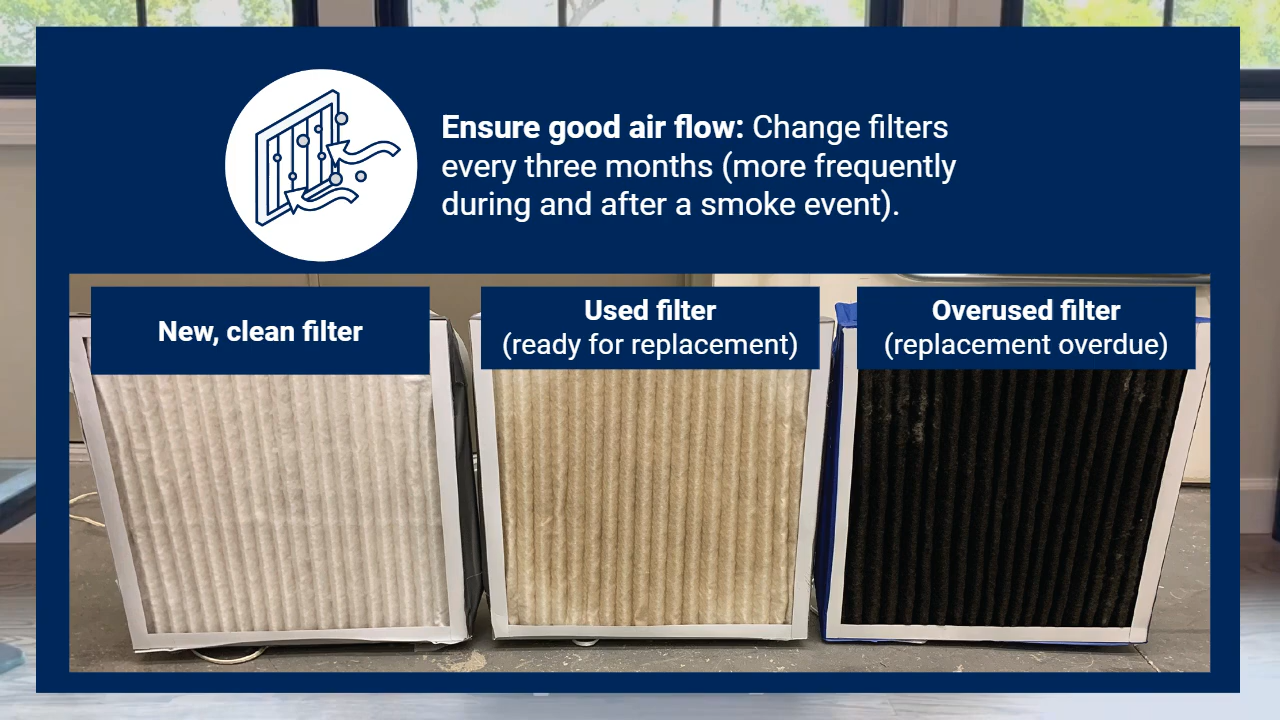 Ensure good air flow: Change filters
every three months (more frequently
during and after a smoke event).
New, clean filter
Used filter
(ready for replacement)
Overused filter
(replacement overdue)